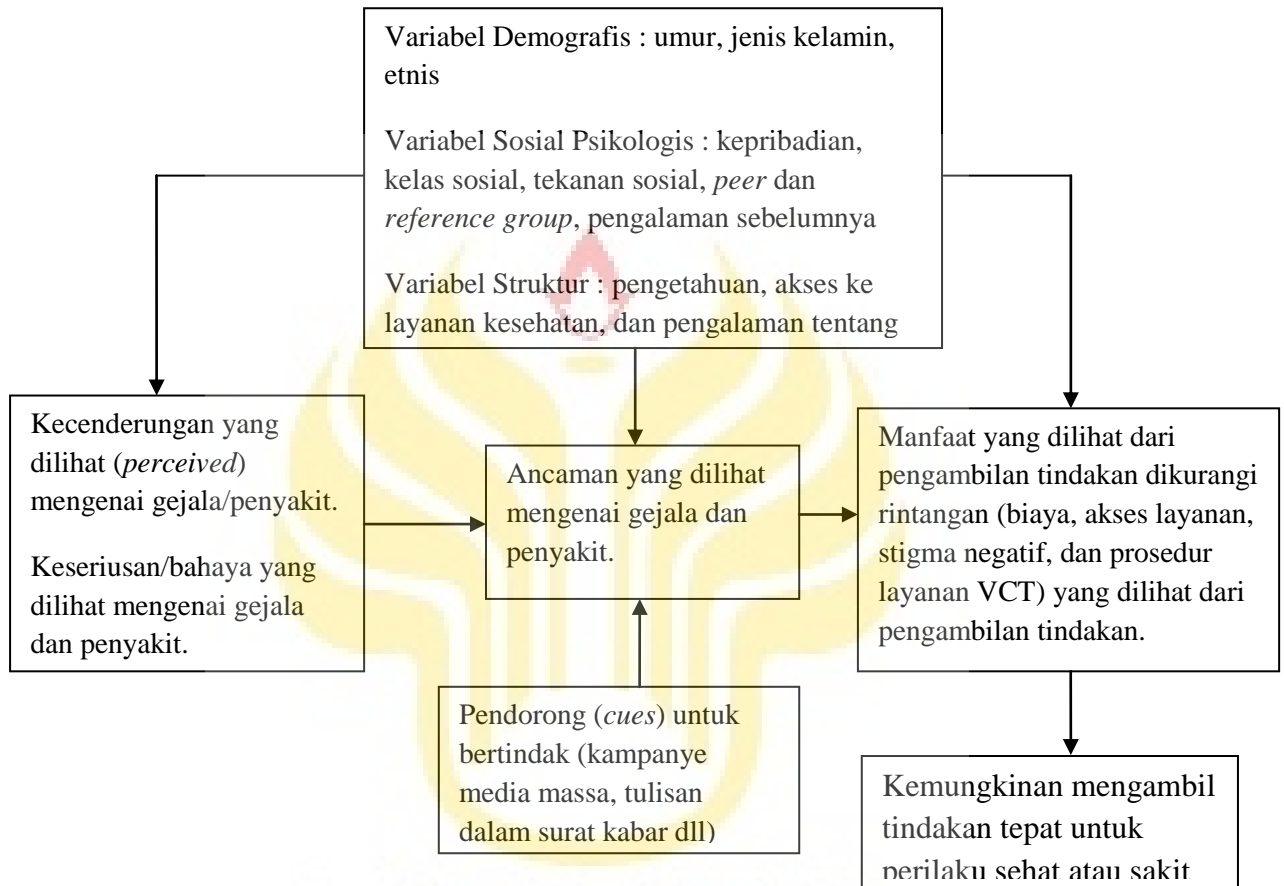 Variabel Demografis : umur, jenis kelamin,
etnis
Variabel Sosial Psikologis : kepribadian,
kelas sosial, tekanan sosial, peer dan
reference group, pengalaman sebelumnya
Variabel Struktur : pengetahuan, akses ke
layanan kesehatan, dan pengalaman tentang
Kecenderungan yang
dilihat (perceived)
mengenai gejala/penyakit.
Keseriusan/bahaya yang
dilihat mengenai gejala
dan penyakit.
Ancaman yang dilihat
mengenai gejala dan
penyakit.
Manfaat yang dilihat dari
pengambilan tindakan dikurangi
rintangan (biaya, akses layanan,
stigma negatif, dan prosedur
layanan VCT) yang dilihat dari
pengambilan tindakan.
Pendorong (cues) untuk
bertindak (kampanye
media massa, tulisan
dalam surat kabar dll)
Kemungkinan mengambil
tindakan tepat untuk
perilaku sehat atau sakit